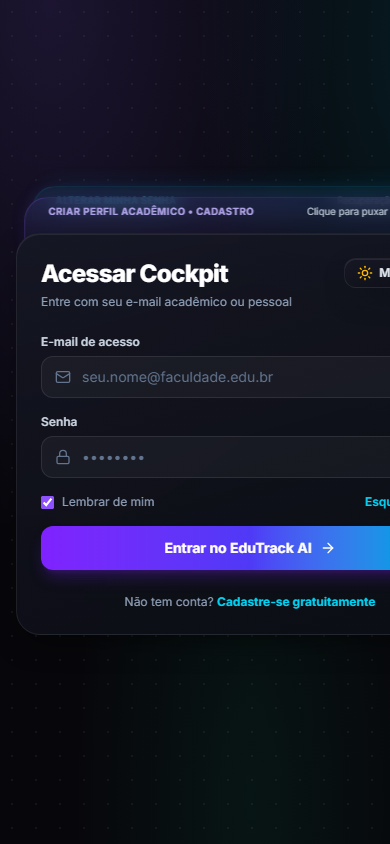 CRIAR PERFIL ACADÊMICO • CADASTRO
Clique para puxar
Acessar Cockpit
M
Entre com seu e-mail acadêmico ou pessoal
E-mail de acesso
seu.nome@faculdade.edu.br
Senha
••••••••
Lembrar de mim
Esqu
Entrar no EduTrack AI →
Não tem conta? Cadastre-se gratuitamente